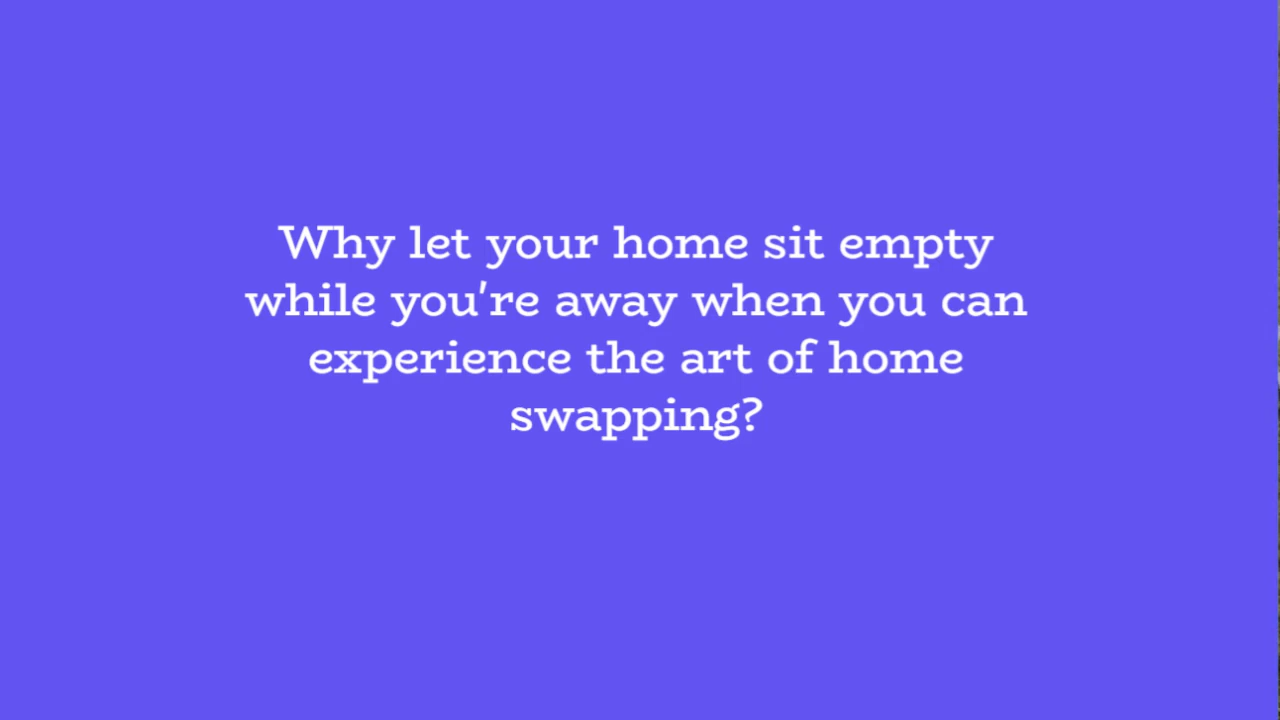 Why let your home sit empty
while you're away when you can
experience the art of home
swapping?